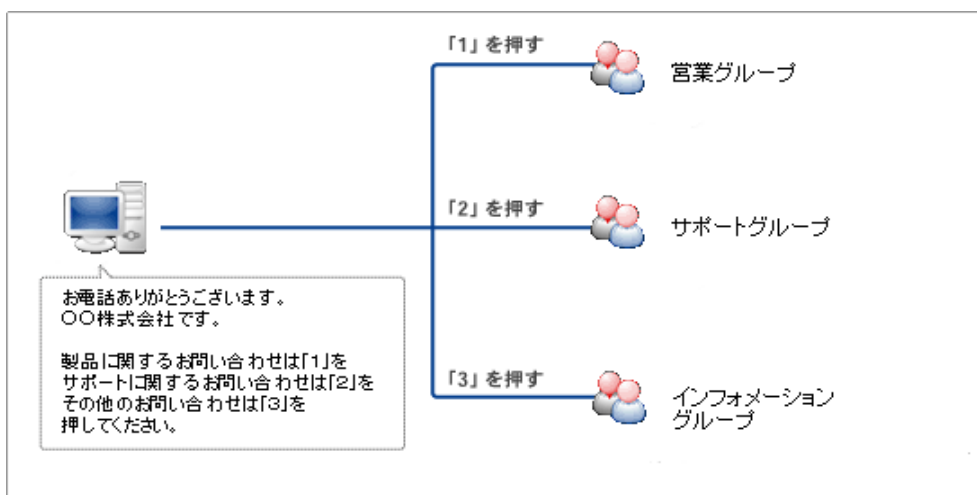 「1」を押す
営業グループ
「2」を押す
サポートグループ
お電話ありがとうございます。
〇〇株式会社です。
製品に関するお問い合わせは「1」を
サポートに関するお問い合わせは「2」を
その他のお問い合わせは「3」を
押してください。
「3」を押す
インフォメーション
グループ